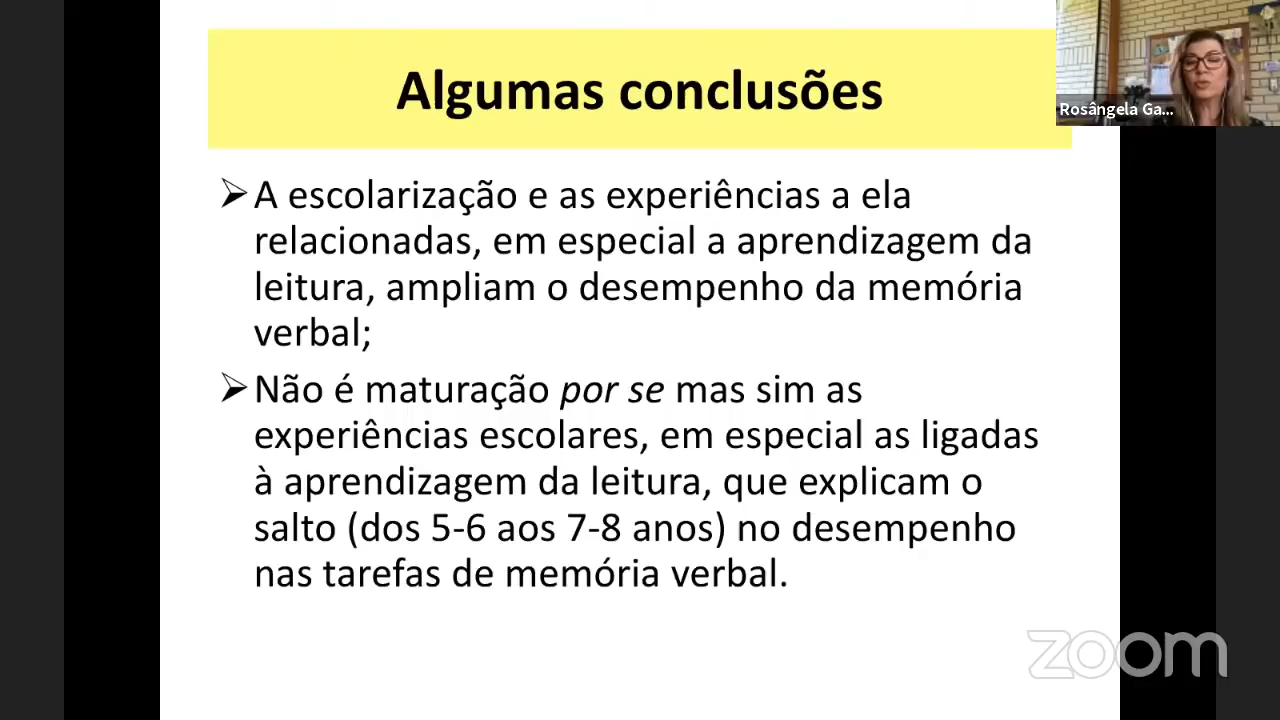 Algumas conclusões
Rosângela Ga...
➢A escolarização e as experiências a ela
relacionadas, em especial a aprendizagem da
leitura, ampliam o desempenho da memória
verbal;
➢Não é maturação por se mas sim as
experiências escolares, em especial as ligadas
à aprendizagem da leitura, que explicam o
salto (dos 5-6 aos 7-8 anos) no desempenho
nas tarefas de memória verbal.
zoom